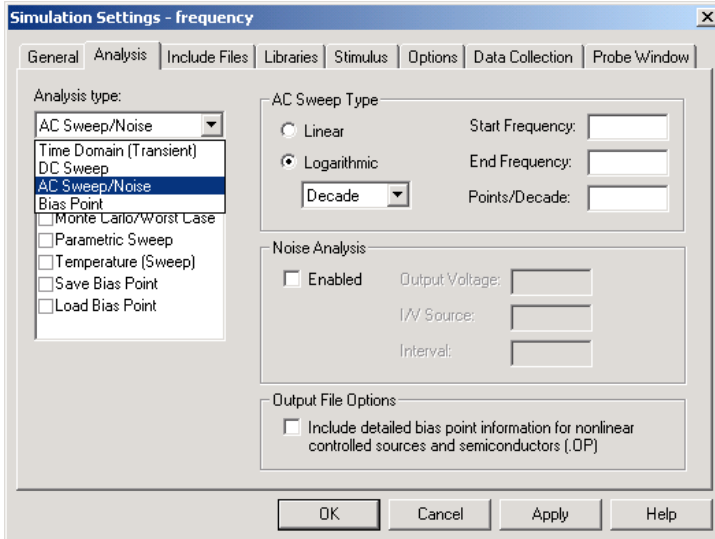 Simulation Settings - frequency
General Analysis Include Files Libraries Stimulus Options Data Collection Probe Window
Analysis type:
AC Sweep/Noise
Time Domain (Transient)
DC Sweep
AC Sweep/Noise
Bias Point
Monte Carlo/Worst Case
Parametric Sweep
Temperature (Sweep)
Save Bias Point
Load Bias Point
AC Sweep Type
Linear
Logarithmic
Decade
Start Frequency:
End Frequency:
Points/Decade:
Noise Analysis
Enabled
Output Voltage:
I/V Source:
Interval:
Output File Options
Include detailed bias point information for nonlinear
controlled sources and semiconductors (.OP)
OK Cancel Apply Help